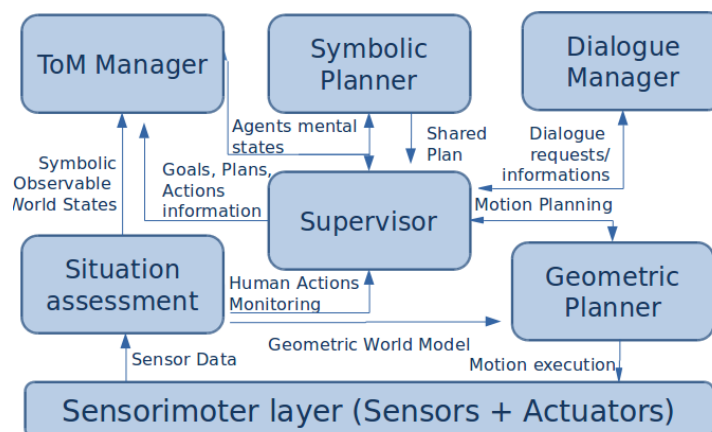 ToM Manager
Symbolic
Planner
Dialogue
Manager
Agents mental
states
Shared
Plan
Dialogue
requests/
informations
Symbolic
Observable
World States
Goals, Plans,
Actions
information
Supervisor
Motion Planning
Situation
assessment
Human Actions
Monitoring
Geometric
Planner
Geometric World Model
Sensor Data
Motion execution
Sensorimoter layer (Sensors + Actuators)